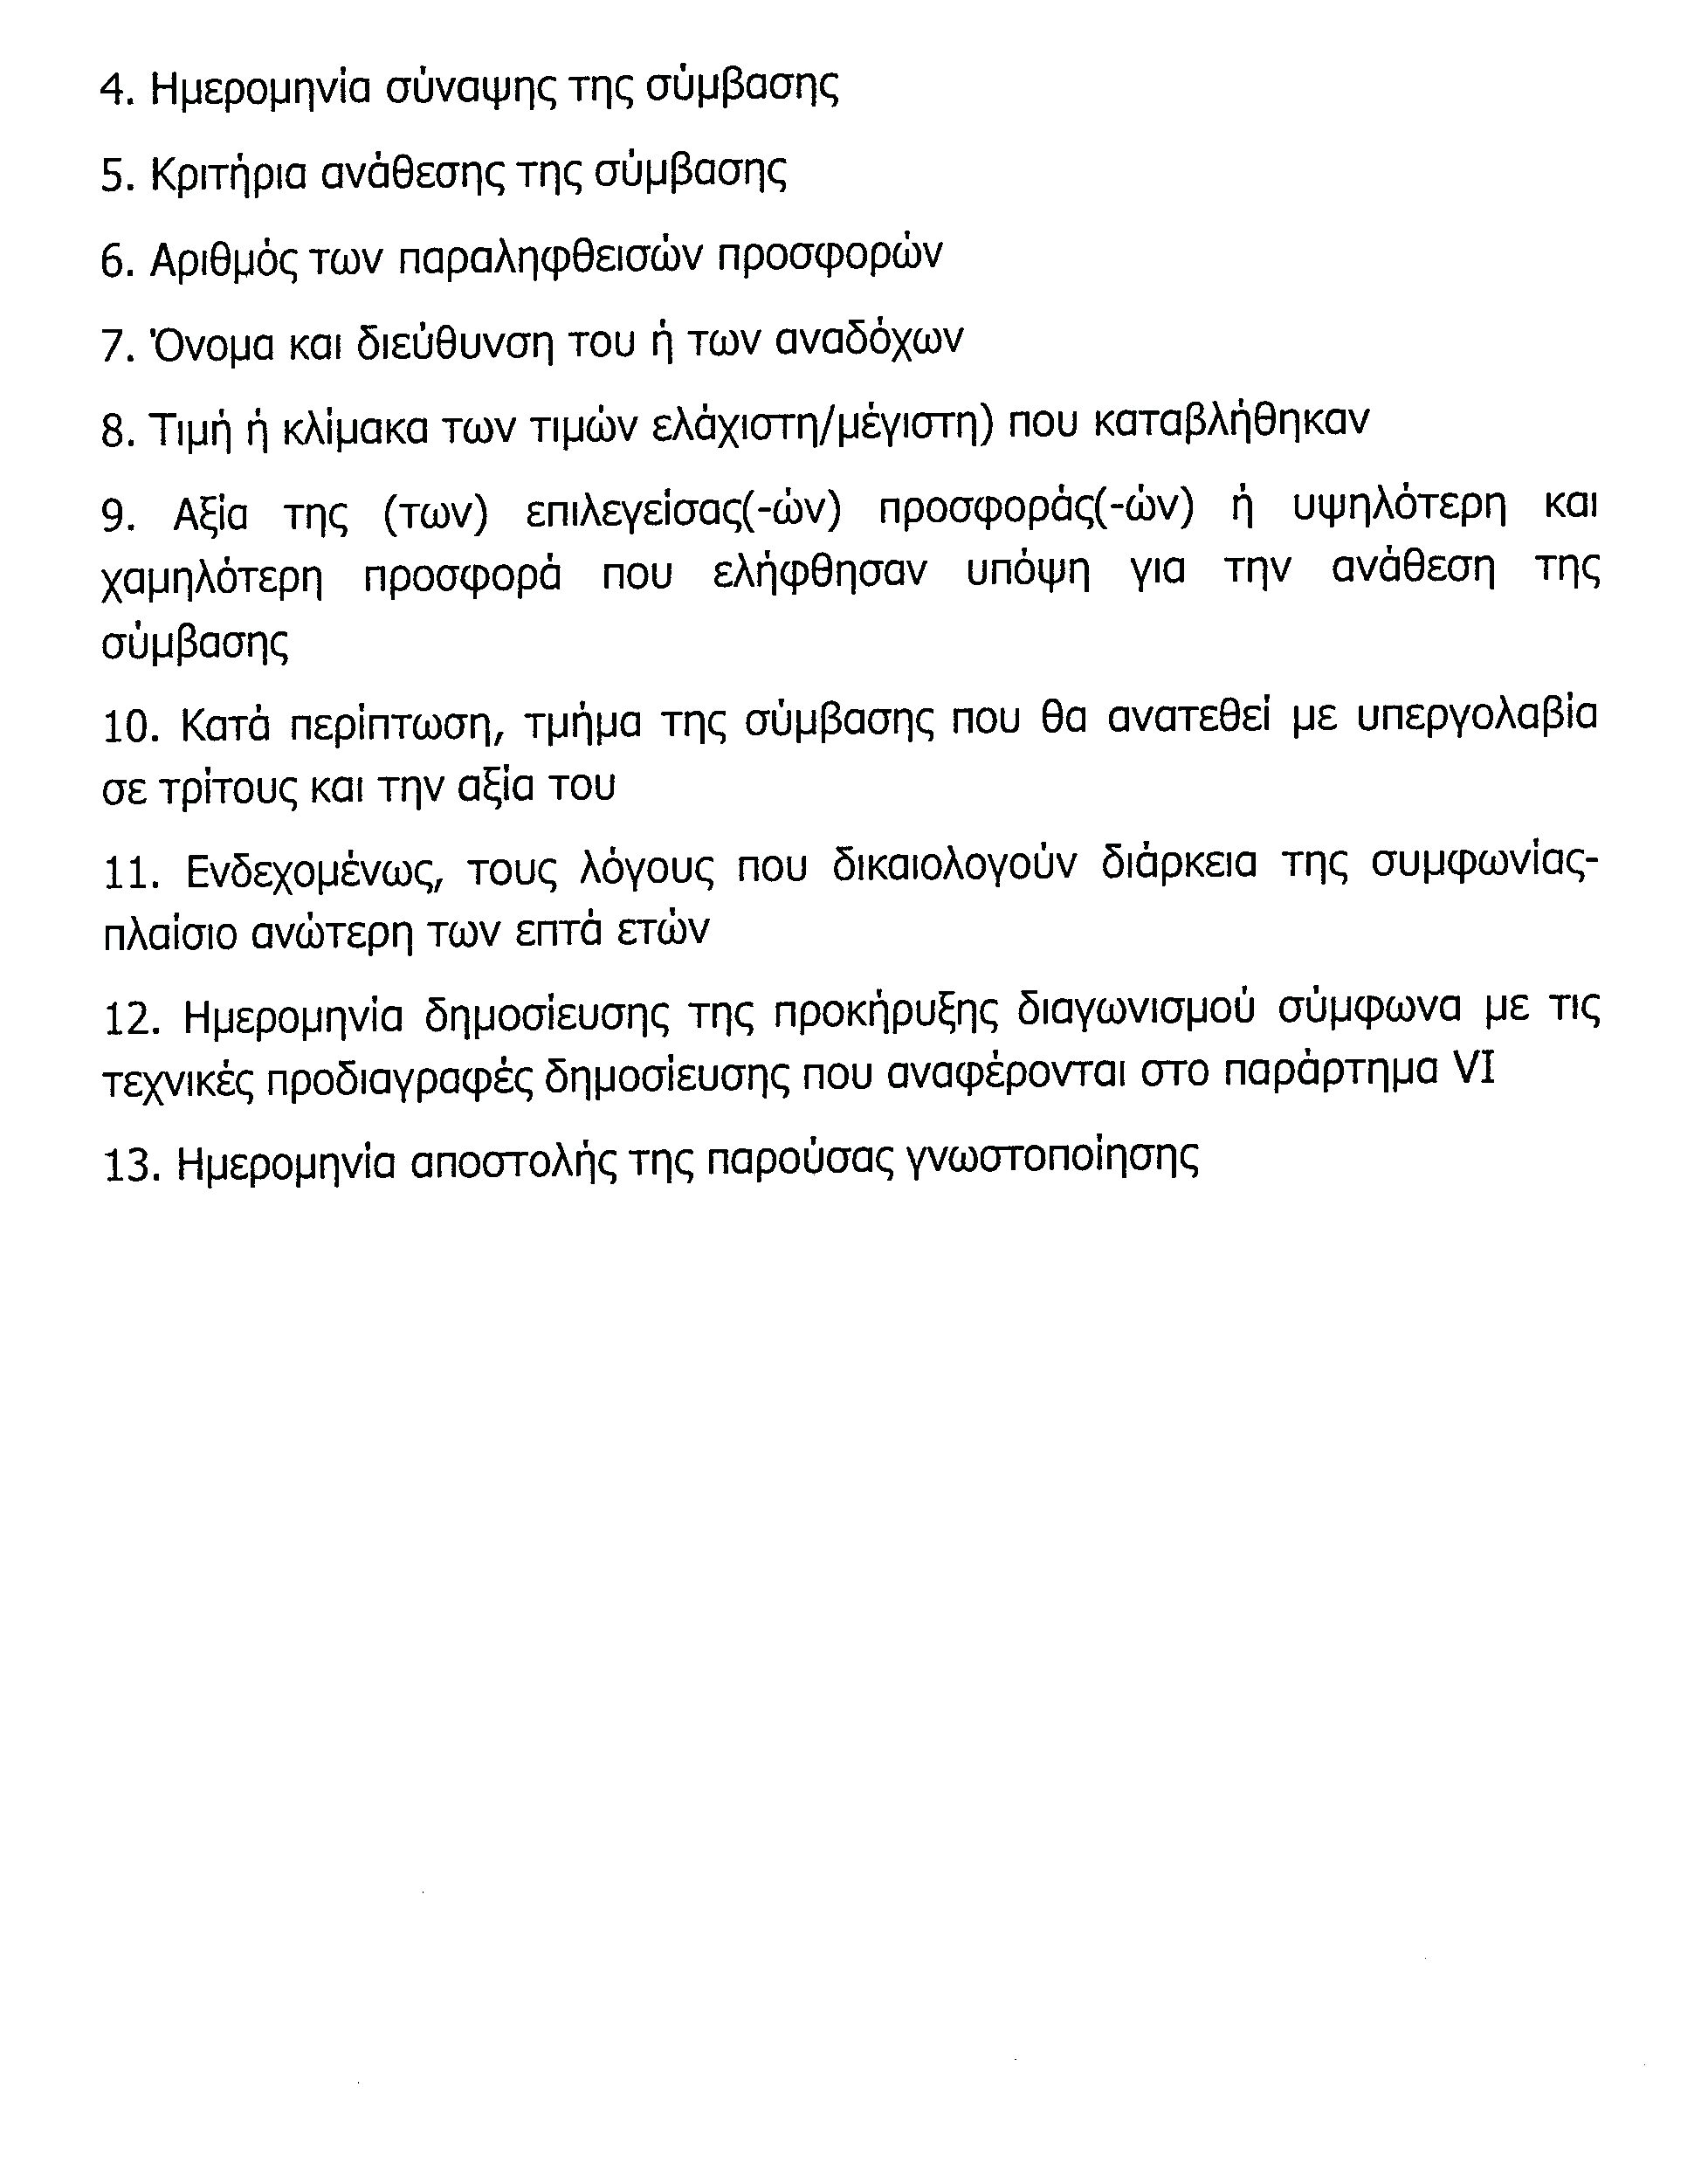 4. Ημερομηνία σύναψης της σύμβασης
5. Κριτήρια ανάθεσης της σύμβασης
6. Αριθμός των παραληφθεισών προσφορών
7. Όνομα και διεύθυνση του ή των αναδόχων
8. Τιμή ή κλίμακα των τιμών ελάχιστη/μέγιστη) που καταβλήθηκαν
9. Αξία της (των) επιλεγείσας(-ών) προσφοράς(-ών) ή υψηλότερη και
χαμηλότερη προσφορά που ελήφθησαν υπόψη για την ανάθεση της
σύμβασης
10. Κατά περίπτωση, τμήμα της σύμβασης που θα ανατεθεί με υπεργολαβία
σε τρίτους και την αξία του
11. Ενδεχομένως, τους λόγους που δικαιολογούν διάρκεια της συμφωνίας-
πλαίσιο ανώτερη των επτά ετών
12. Ημερομηνία δημοσίευσης της προκήρυξης διαγωνισμού σύμφωνα με τις
τεχνικές προδιαγραφές δημοσίευσης που αναφέρονται στο παράρτημα VI
13. Ημερομηνία αποστολής της παρούσας γνωστοποίησης